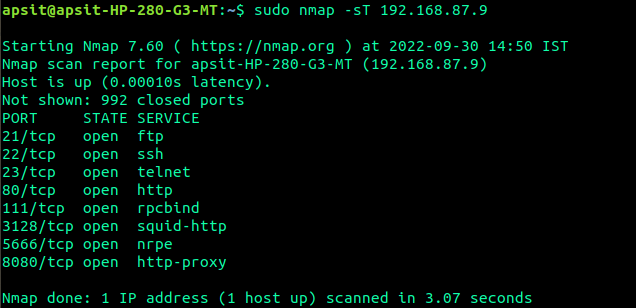 apsit@apsit-HP-280-G3-MT:~$ sudo nmap -sT 192.168.87.9
Starting Nmap 7.60 ( https://nmap.org ) at 2022-09-30 14:50 IST
Nmap scan report for apsit-HP-280-G3-MT (192.168.87.9)
Host is up (0.00010s latency).
Not shown: 992 closed ports
PORT     STATE SERVICE
21/tcp   open  ftp
22/tcp   open  ssh
23/tcp   open  telnet
80/tcp   open  http
111/tcp  open  rpcbind
3128/tcp open  squid-http
5666/tcp open  nrpe
8080/tcp open  http-proxy
Nmap done: 1 IP address (1 host up) scanned in 3.07 seconds